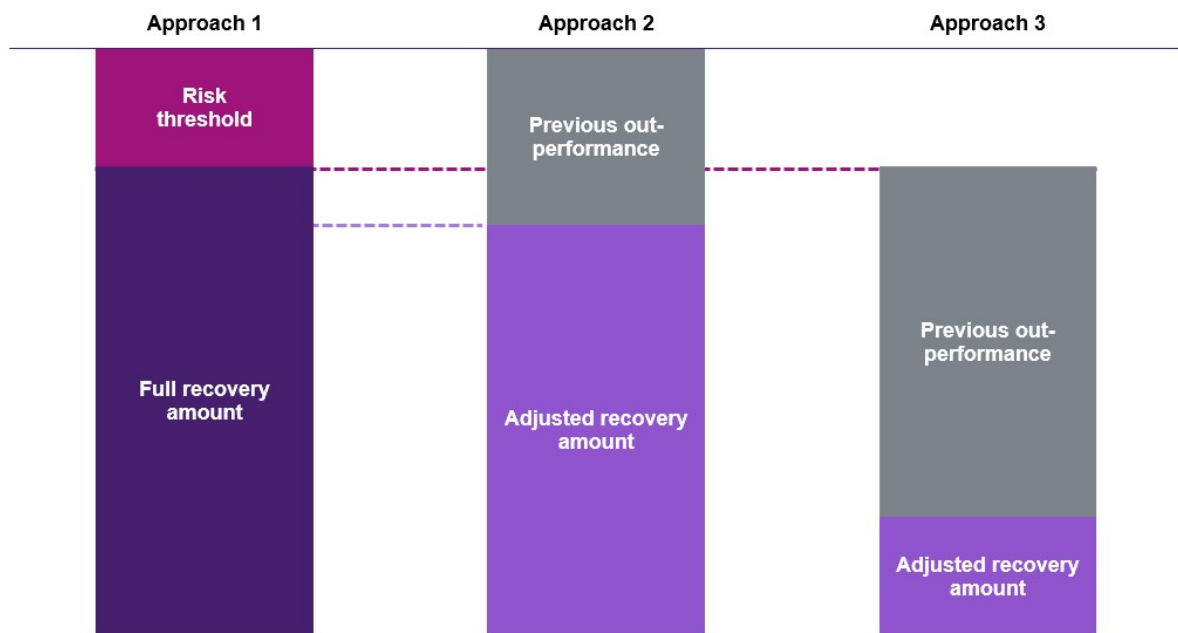 Approach 1
Approach 2
Approach 3
Risk
threshold
Full recovery
amount
Previous out-
performance
Adjusted recovery
amount
Previous out-
performance
Adjusted recovery
amount